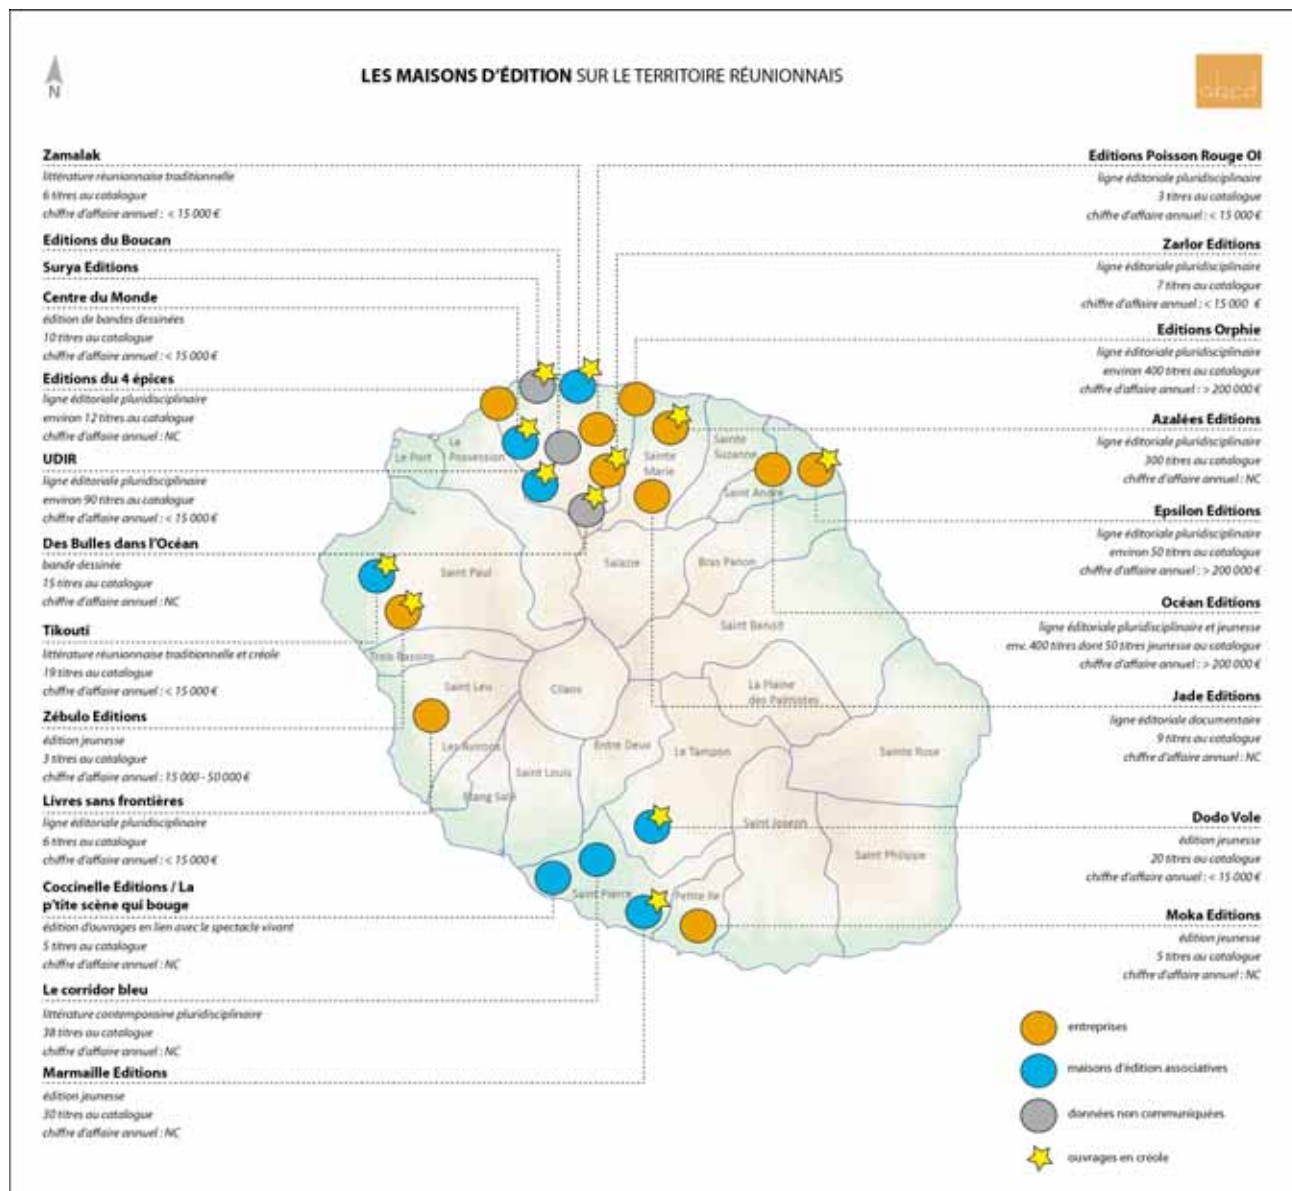 N
LES MAISONS D'ÉDITION SUR LE TERRITOIRE RÉUNIONNAIS
abcd
Zamalak
littérature réunionnaise traditionnelle
6 titres au catalogue
chiffre d'affaire annuel : < 15 000 €
Editions du Boucan
Surya Editions
Centre du Monde
édition de bandes dessinées
10 titres au catalogue
chiffre d'affaire annuel : < 15 000 €
Editions du 4 épices
ligne éditoriale pluridisciplinaire
environ 12 titres au catalogue
chiffre d'affaire annuel : NC
UDIR
ligne éditoriale pluridisciplinaire
environ 90 titres au catalogue
chiffre d'affaire annuel : < 15 000 €
Des Bulles dans l'Océan
bande dessinée
15 titres au catalogue
chiffre d'affaire annuel : NC
Tikouti
littérature réunionnaise traditionnelle et créole
19 titres au catalogue
chiffre d'affaire annuel : < 15 000 €
Zébulo Editions
édition jeunesse
3 titres au catalogue
chiffre d'affaire annuel : 15 000 - 50 000 €
Livres sans frontières
ligne éditoriale pluridisciplinaire
6 titres au catalogue
chiffre d'affaire annuel : < 15 000 €
Coccinelle Editions / La
p'tite scène qui bouge
édition d'ouvrages en lien avec le spectacle vivant
5 titres au catalogue
chiffre d'affaire annuel : NC
Le corridor bleu
littérature contemporaine pluridisciplinaire
38 titres au catalogue
chiffre d'affaire annuel : NC
Marmaille Editions
édition jeunesse
30 titres au catalogue
chiffre d'affaire annuel : NC
Le Port
La
Possession
Sainte
Marie
Sainte
Suzanne
Saint André
Saint Paul
Salazie
Bras Panon
Saint Benoit
Trois Bassins
Saint Leu
Cilaos
La Plaine
des Palmistes
Les Avirons
Entre Deux
Le Tampon
Sainte Rose
Saint Louis
Etang Salé
Saint Joseph
Saint Philippe
Saint Pierre
Petite Ile
Editions Poisson Rouge OI
ligne éditoriale pluridisciplinaire
3 titres au catalogue
chiffre d'affaire annuel : < 15 000 €
Zarlor Editions
ligne éditoriale pluridisciplinaire
7 titres au catalogue
chiffre d'affaire annuel : < 15 000 €
Editions Orphie
ligne éditoriale pluridisciplinaire
environ 400 titres au catalogue
chiffre d'affaire annuel : > 200 000 €
Azalées Editions
ligne éditoriale pluridisciplinaire
300 titres au catalogue
chiffre d'affaire annuel : NC
Epsilon Editions
ligne éditoriale pluridisciplinaire
environ 50 titres au catalogue
chiffre d'affaire annuel : > 200 000 €
Océan Editions
ligne éditoriale pluridisciplinaire et jeunesse
env. 400 titres dont 50 titres jeunesse au catalogue
chiffre d'affaire annuel : > 200 000 €
Jade Editions
ligne éditoriale documentaire
9 titres au catalogue
chiffre d'affaire annuel : NC
Dodo Vole
édition jeunesse
20 titres au catalogue
chiffre d'affaire annuel : < 15 000 €
Moka Editions
édition jeunesse
5 titres au catalogue
chiffre d'affaire annuel : NC
entreprises
maisons d'édition associatives
données non communiquées
ouvrages en créole